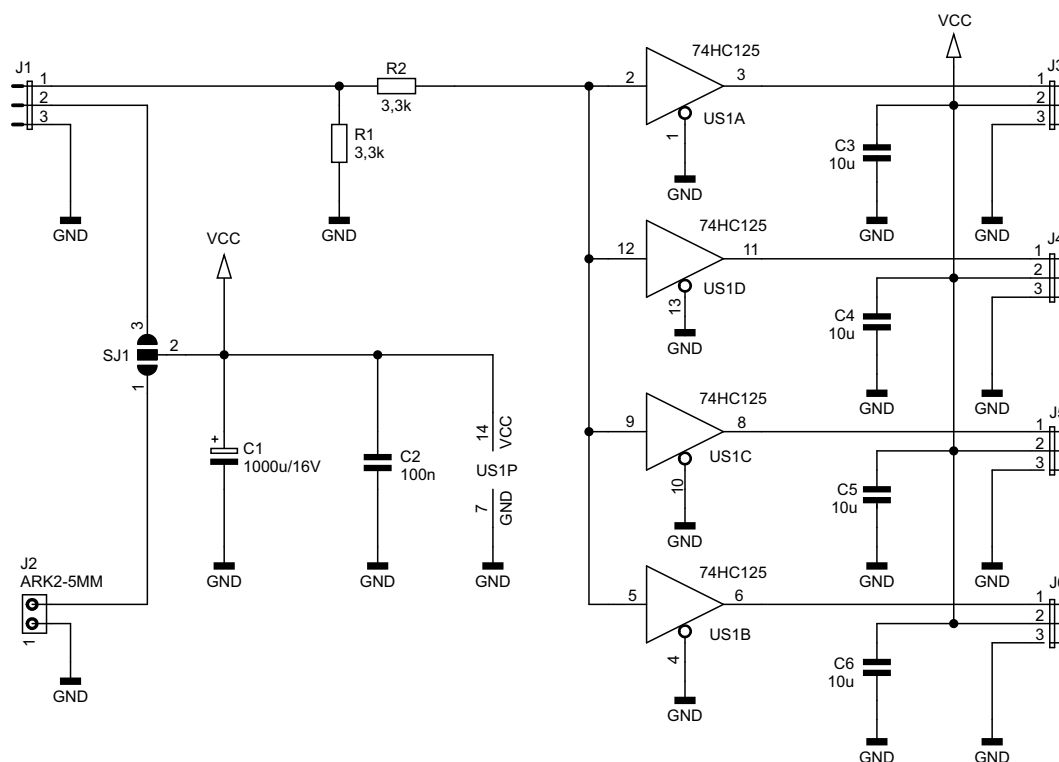 J1
1
2
3
GND
R2
3,3k
R1
3,3k
GND
VCC
3
SJ1
2
1
+
C1
1000u/16V
GND
C2
100n
GND
14
VCC
US1P
7
GND
GND
J2
ARK2-5MM
1
GND
74HC125
2
3
US1A
1
GND
74HC125
12
11
US1D
13
GND
74HC125
9
8
US1C
10
GND
74HC125
5
6
US1B
4
GND
VCC
J3
1
2
3
C3
10u
GND
GND
J4
1
2
3
C4
10u
GND
GND
J5
1
2
3
C5
10u
GND
GND
J6
1
2
3
C6
10u
GND
GND